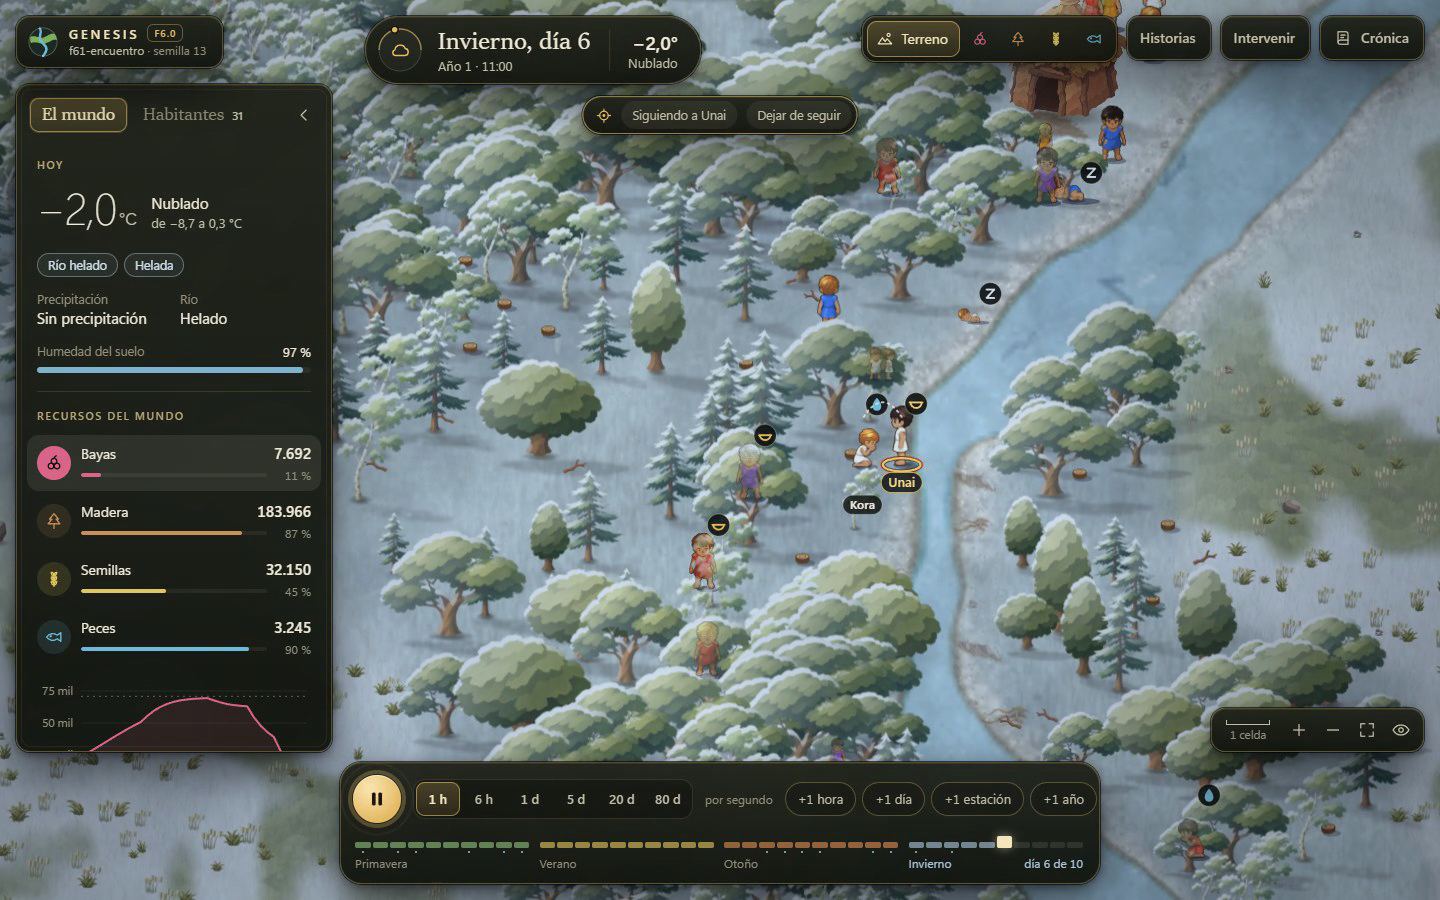 GENESIS F6.0
f61-encuentro · semilla 13
Invierno, día 6
Año 1 · 11:00
−2,0°
Nublado
Terreno
Historias
Intervenir
Crónica
Siguiendo a Unai
Dejar de seguir
El mundo
Habitantes 31
HOY
−2,0 °C
Nublado
de −8,7 a 0,3 °C
Río helado
Helada
Precipitación
Sin precipitación
Río
Helado
Humedad del suelo
97 %
RECURSOS DEL MUNDO
Bayas
7.692
11 %
Madera
183.966
87 %
Semillas
32.150
45 %
Peces
3.245
90 %
75 mil
50 mil
Z
Z
Unai
Kora
1 celda
1 h
6 h
1 d
5 d
20 d
80 d
por segundo
+1 hora
+1 día
+1 estación
+1 año
Primavera
Verano
Otoño
Invierno
día 6 de 10